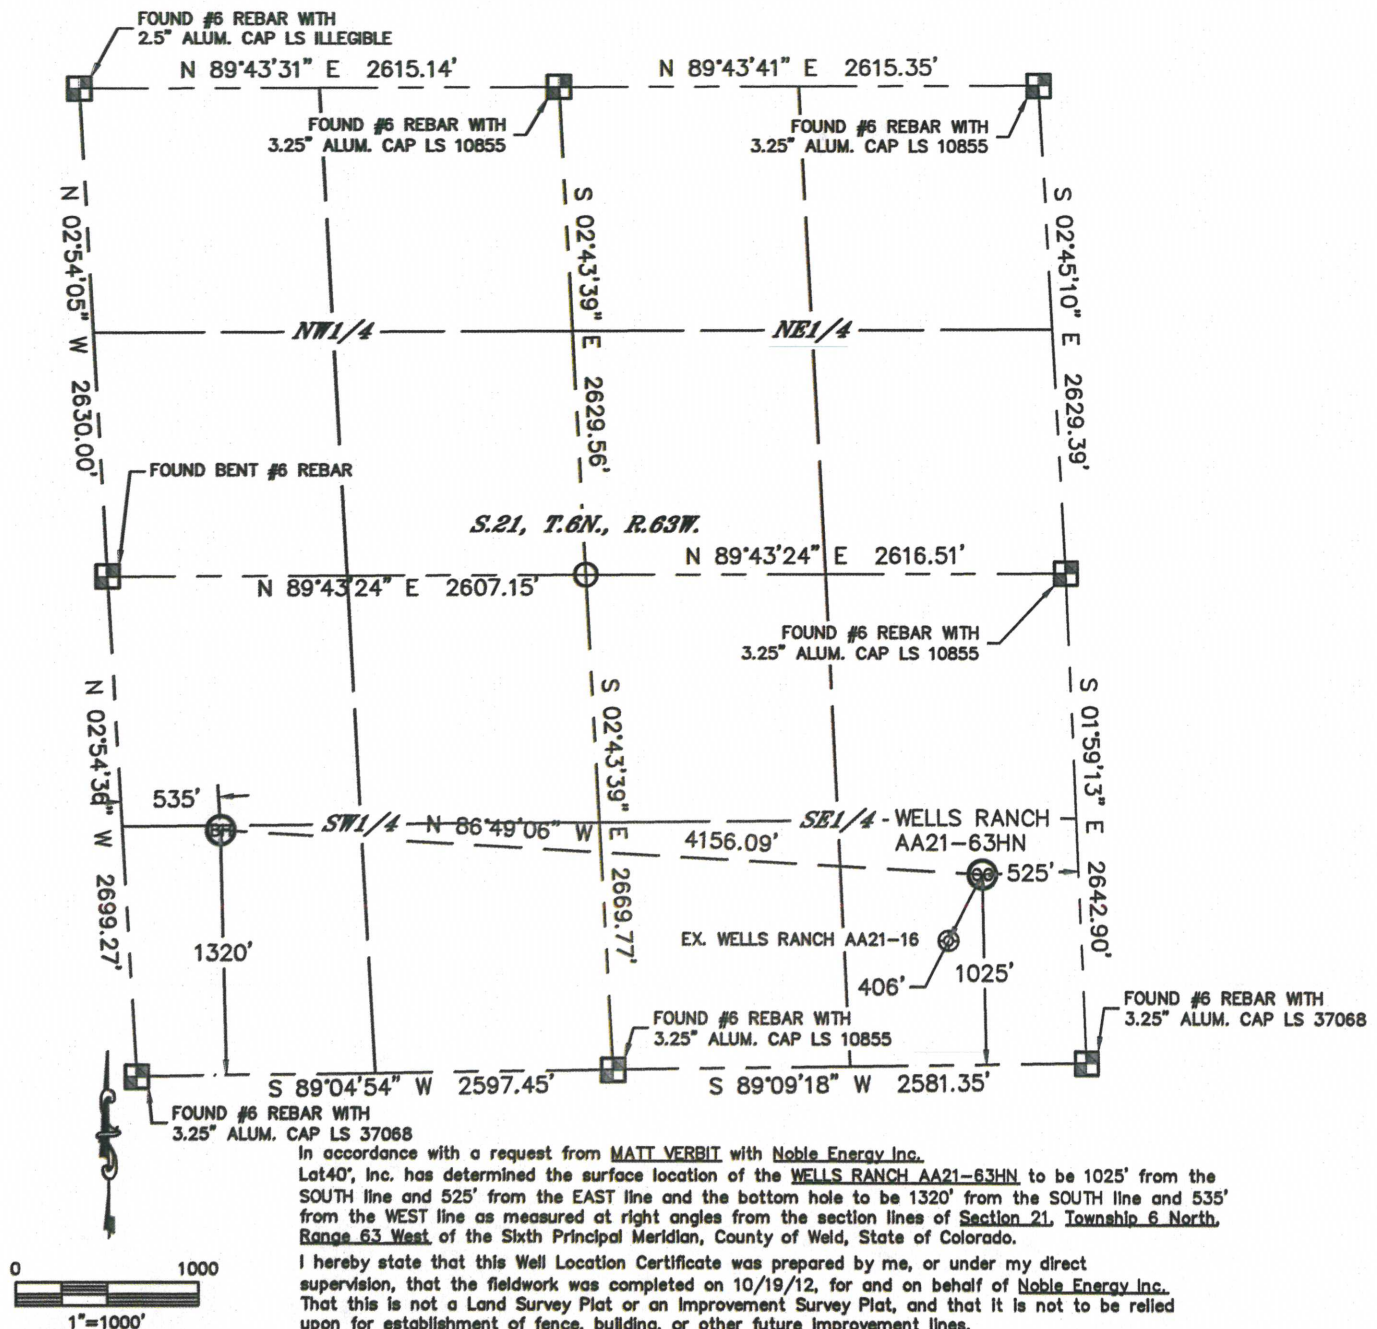 FOUND #6 REBAR WITH
2.5" ALUM. CAP LS ILLEGIBLE
N 89°43'31" E 2615.14'
N 89°43'41" E 2615.35'
FOUND #6 REBAR WITH
3.25" ALUM. CAP LS 10855
FOUND #6 REBAR WITH
3.25" ALUM. CAP LS 10855
N 02°54'05" W 2630.00'
S 02°43'39" E 2629.56'
S 02°45'10" E 2629.39'
NW1/4
NE1/4
FOUND BENT #6 REBAR
S.21, T.6N., R.63W.
N 89°43'24" E 2607.15'
N 89°43'24" E 2616.51'
FOUND #6 REBAR WITH
3.25" ALUM. CAP LS 10855
N 02°54'36" W 2699.27'
S 02°43'39" E 2669.77'
S 01°59'13" E 2642.90'
535'
SW1/4
N 86°49'06" W 4156.09'
SE1/4
WELLS RANCH
AA21-63HN
BH
525'
EX. WELLS RANCH AA21-16
1320'
406'
1025'
FOUND #6 REBAR WITH
3.25" ALUM. CAP LS 10855
FOUND #6 REBAR WITH
3.25" ALUM. CAP LS 37068
S 89°04'54" W 2597.45'
S 89°09'18" W 2581.35'
FOUND #6 REBAR WITH
3.25" ALUM. CAP LS 37068
In accordance with a request from MATT VERBIT with Noble Energy Inc.
Lat40°, Inc. has determined the surface location of the WELLS RANCH AA21-63HN to be 1025' from the
SOUTH line and 525' from the EAST line and the bottom hole to be 1320' from the SOUTH line and 535'
from the WEST line as measured at right angles from the section lines of Section 21, Township 6 North,
Range 63 West of the Sixth Principal Meridian, County of Weld, State of Colorado.
I hereby state that this Well Location Certificate was prepared by me, or under my direct
supervision, that the fieldwork was completed on 10/19/12, for and on behalf of Noble Energy Inc.
That this is not a Land Survey Plat or an Improvement Survey Plat, and that it is not to be relied
upon for establishment of fence, building, or other future improvement lines.
0 1000
1"=1000'